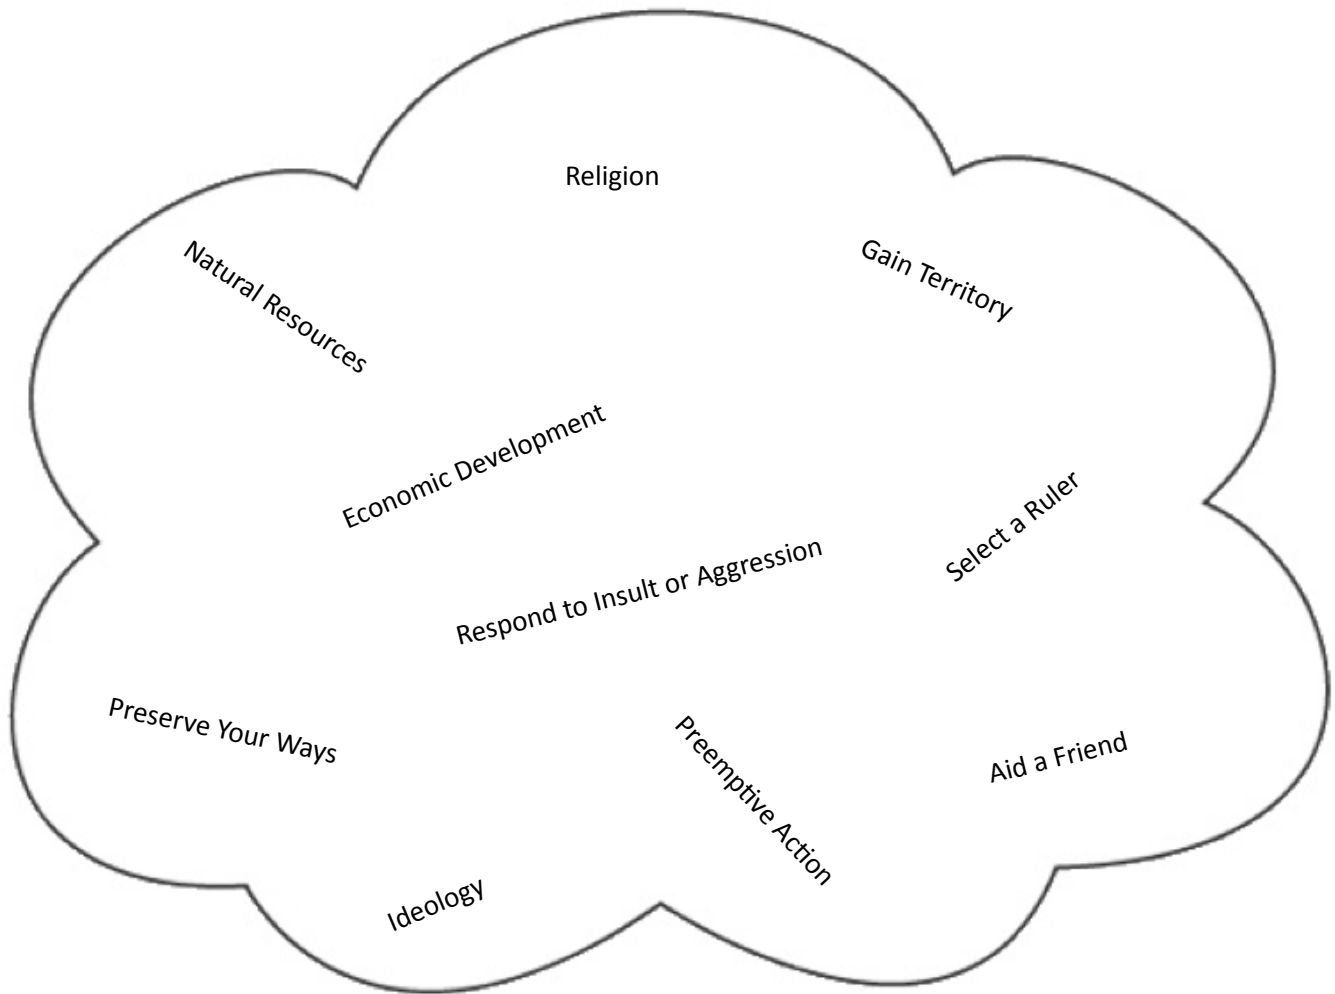 Religion
Natural Resources
Gain Territory
Economic Development
Select a Ruler
Respond to Insult or Aggression
Preserve Your Ways
Preemptive Action
Aid a Friend
Ideology